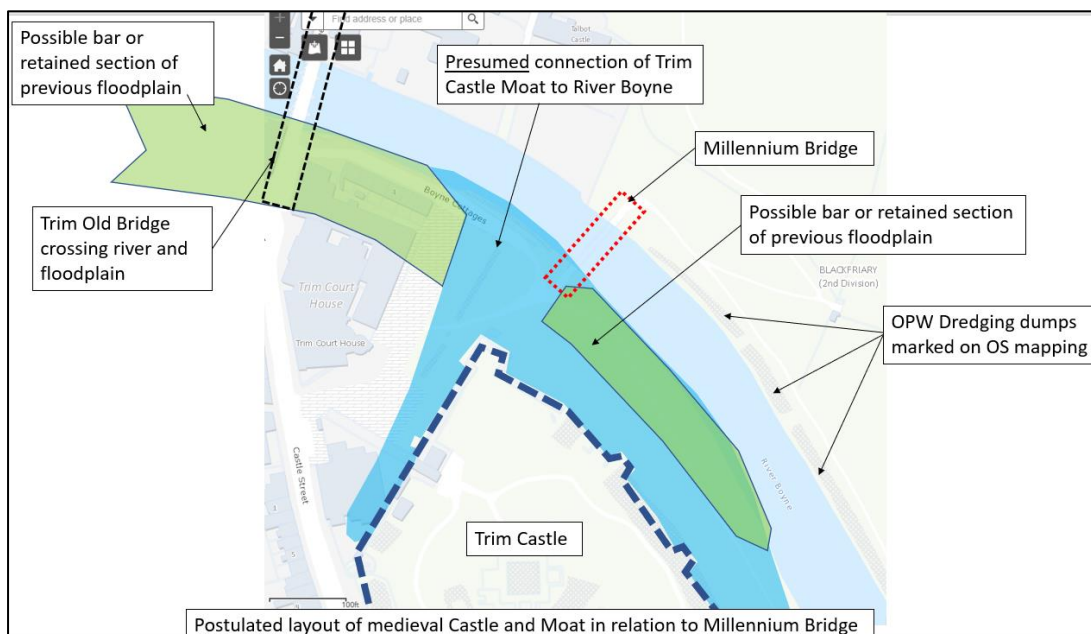 Find address or place
Possible bar or
retained section of
previous floodplain
Presumed connection of Trim
Castle Moat to River Boyne
Talbot
Castle
Millennium Bridge
Boyne Cottages
Possible bar or retained section
of previous floodplain
Trim Old Bridge
crossing river and
floodplain
BLACKFRIARY
(2nd Division)
Trim Court
House
Trim Court House
OPW Dredging dumps
marked on OS mapping
Castle Street
River Boyne
Trim Castle
100ft
Postulated layout of medieval Castle and Moat in relation to Millennium Bridge